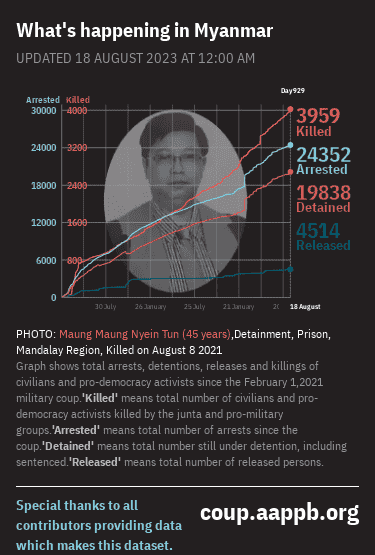 What's happening in Myanmar
UPDATED 18 AUGUST 2023 AT 12:00 AM
Day929
Arrested Killed
30000 4000
3959
Killed
24000 3200
24352
Arrested
18000 2400
19838
Detained
12000 1600
4514
Released
6000 800
0
30 July 26 January 25 July 21 January 18 August
PHOTO: Maung Maung Nyein Tun (45 years),Detainment, Prison,
Mandalay Region, Killed on August 8 2021
Graph shows total arrests, detentions, releases and killings of
civilians and pro-democracy activists since the February 1,2021
military coup.'Killed' means total number of civilians and pro-
democracy activists killed by the junta and pro-military
groups.'Arrested' means total number of arrests since the
coup.'Detained' means total number still under detention, including
sentenced.'Released' means total number of released persons.
Special thanks to all
contributors providing data
which makes this dataset.
coup.aappb.org